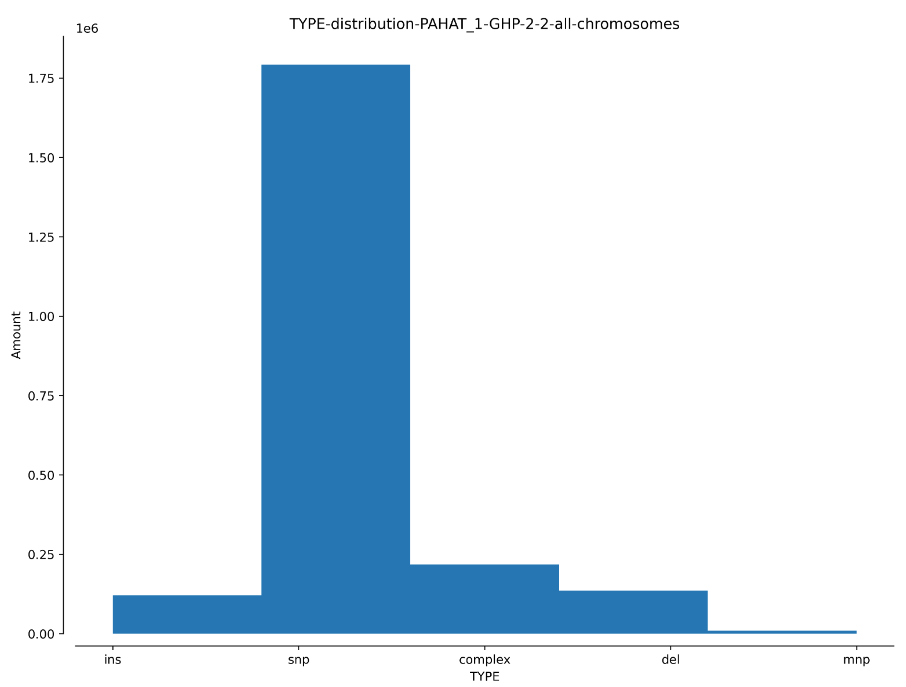 TYPE-distribution-PAHAT_1-GHP-2-2-all-chromosomes
1e6
1.75
1.50
1.25
1.00
0.75
0.50
0.25
0.00
Amount
ins snp complex del mnp
TYPE